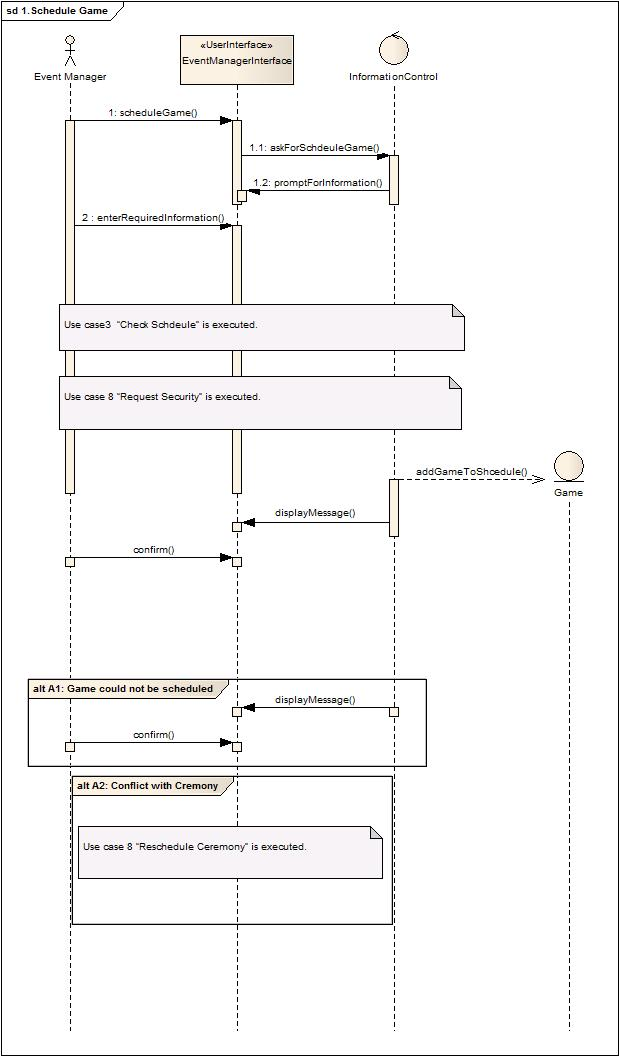 sd 1.Schedule Game
«UserInterface»
EventManagerInterface
Event Manager
InformationControl
1: scheduleGame()
1.1: askForSchdeuleGame()
1.2: promptForInformation()
2 : enterRequiredInformation()
Use case3 "Check Schdeule" is executed.
Use case 8 "Request Security" is executed.
addGameToShcedule()
Game
displayMessage()
confirm()
alt A1: Game could not be scheduled
displayMessage()
confirm()
alt A2: Conflict with Cremony
Use case 8 "Reschedule Ceremony" is executed.